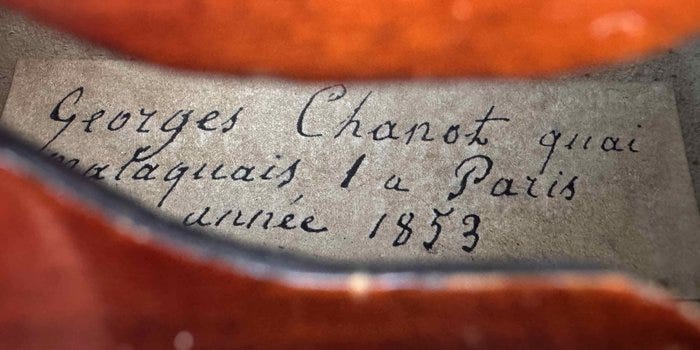 Georges Chanot quai
malaquais 1 a Paris
année 1853